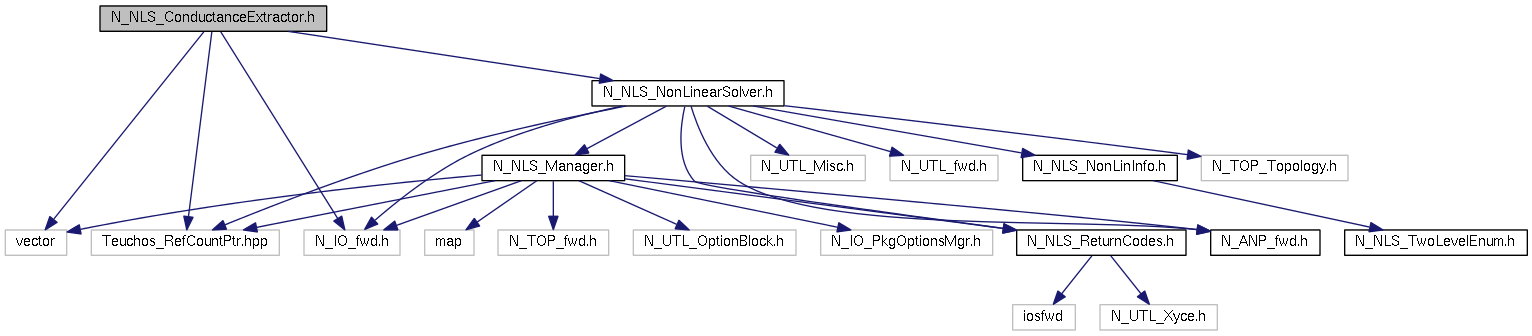 N_NLS_ConductanceExtractor.h
N_NLS_NonLinearSolver.h
N_NLS_Manager.h
N_UTL_Misc.h
N_UTL_fwd.h
N_NLS_NonLinInfo.h
N_TOP_Topology.h
vector
Teuchos_RefCountPtr.hpp
N_IO_fwd.h
map
N_TOP_fwd.h
N_UTL_OptionBlock.h
N_IO_PkgOptionsMgr.h
N_NLS_ReturnCodes.h
N_ANP_fwd.h
N_NLS_TwoLevelEnum.h
iosfwd
N_UTL_Xyce.h